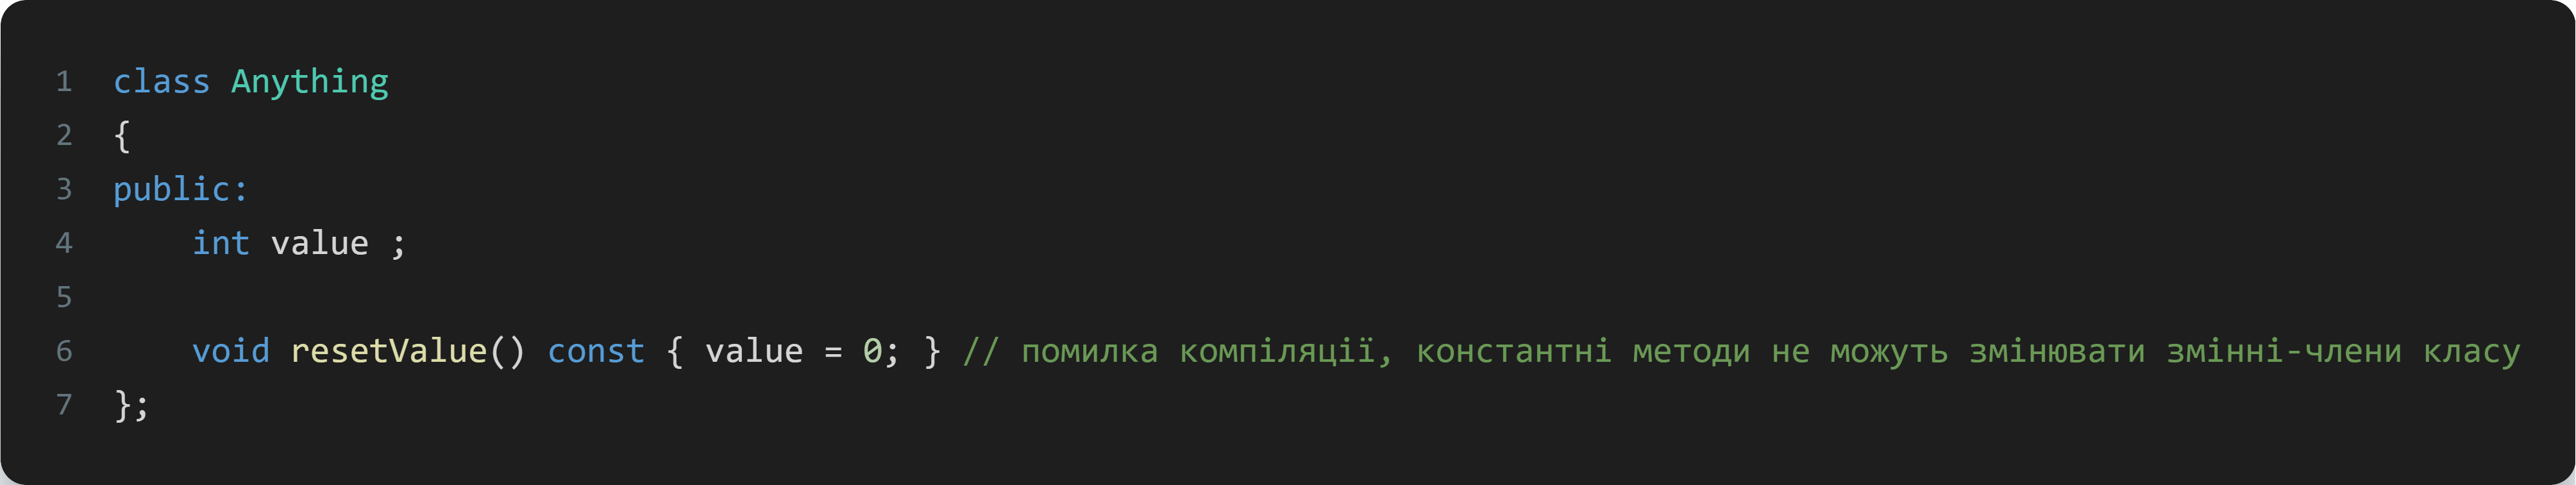 1 class Anything
2 {
3 public:
4     int value ;
5
6     void resetValue() const { value = 0; } // помилка компіляції, константні методи не можуть змінювати змінні-члени класу
7 };